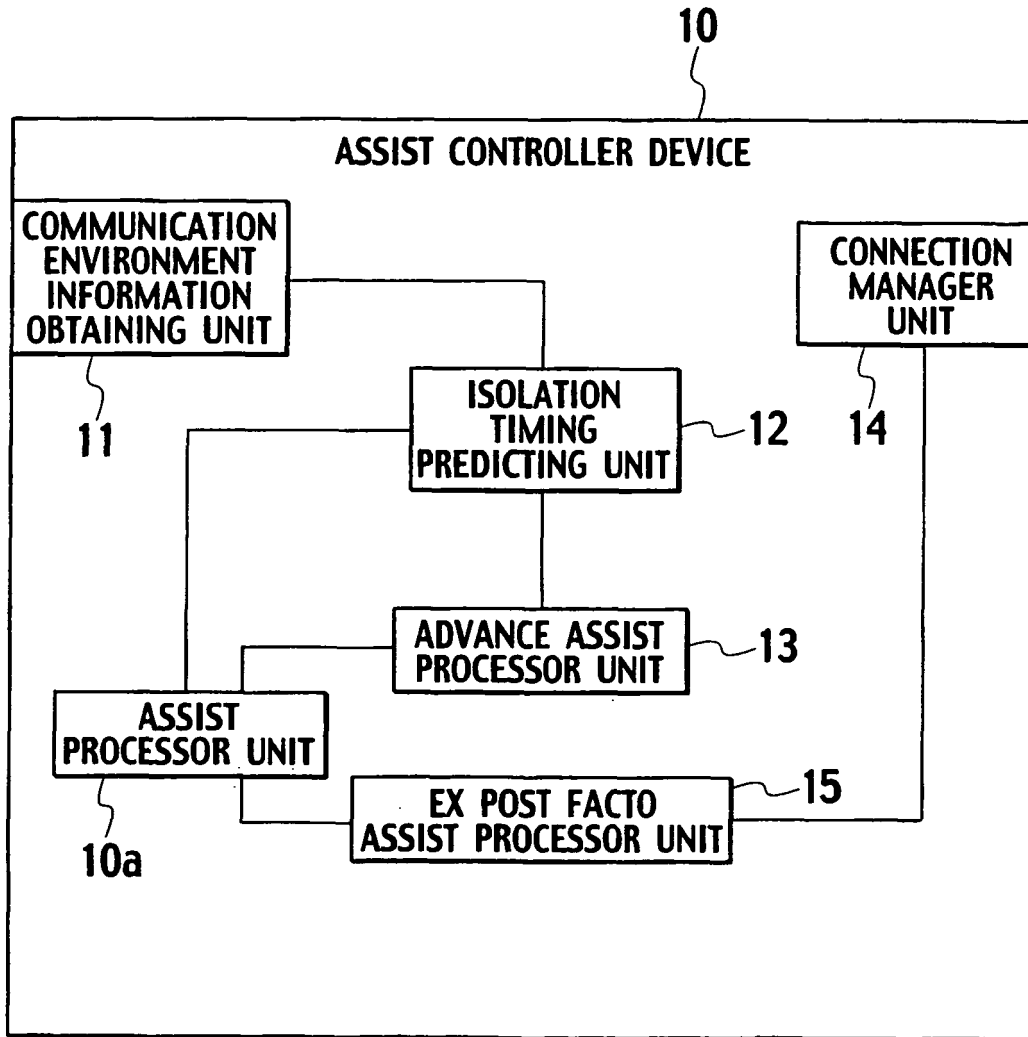 10
ASSIST CONTROLLER DEVICE
COMMUNICATION
ENVIRONMENT
INFORMATION
OBTAINING UNIT
11
CONNECTION
MANAGER
UNIT
14
ISOLATION
TIMING
PREDICTING UNIT
12
ADVANCE ASSIST
PROCESSOR UNIT
13
ASSIST
PROCESSOR UNIT
10a
EX POST FACTO
ASSIST PROCESSOR UNIT
15